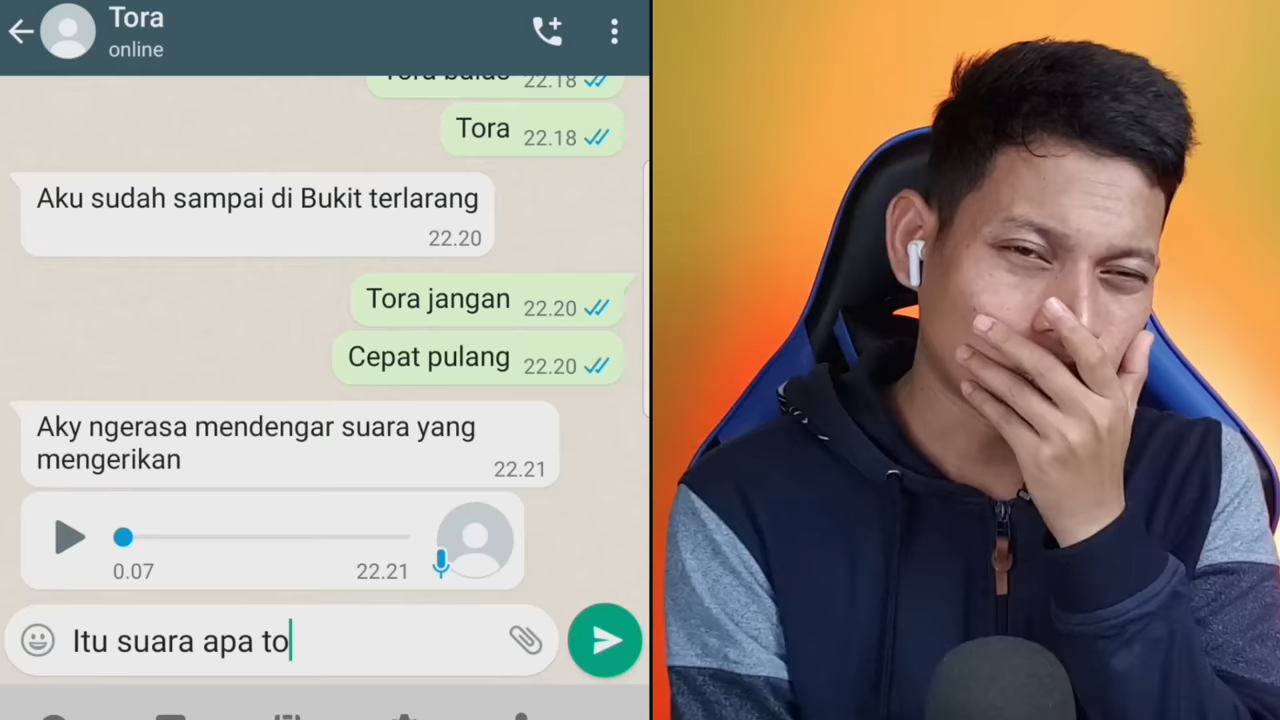 Tora
online
Tora balas 22.18
Tora 22.18
Aku sudah sampai di Bukit terlarang
22.20
Tora jangan 22.20
Cepat pulang 22.20
Aky ngerasa mendengar suara yang
mengerikan
22.21
0.07 22.21
Itu suara apa to